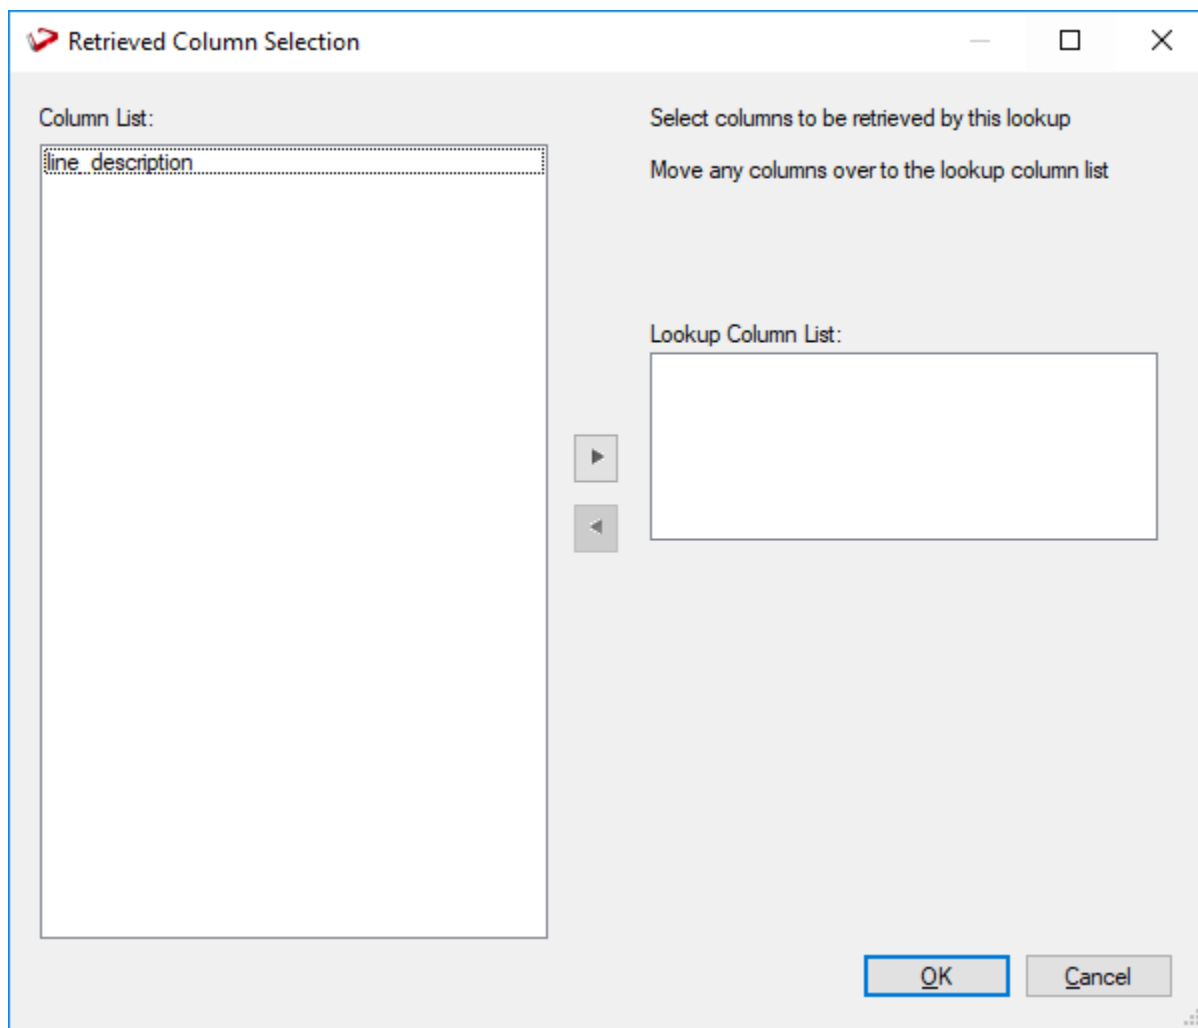 Retrieved Column Selection
Column List:
line_description
Select columns to be retrieved by this lookup
Move any columns over to the lookup column list
Lookup Column List:
OK
Cancel